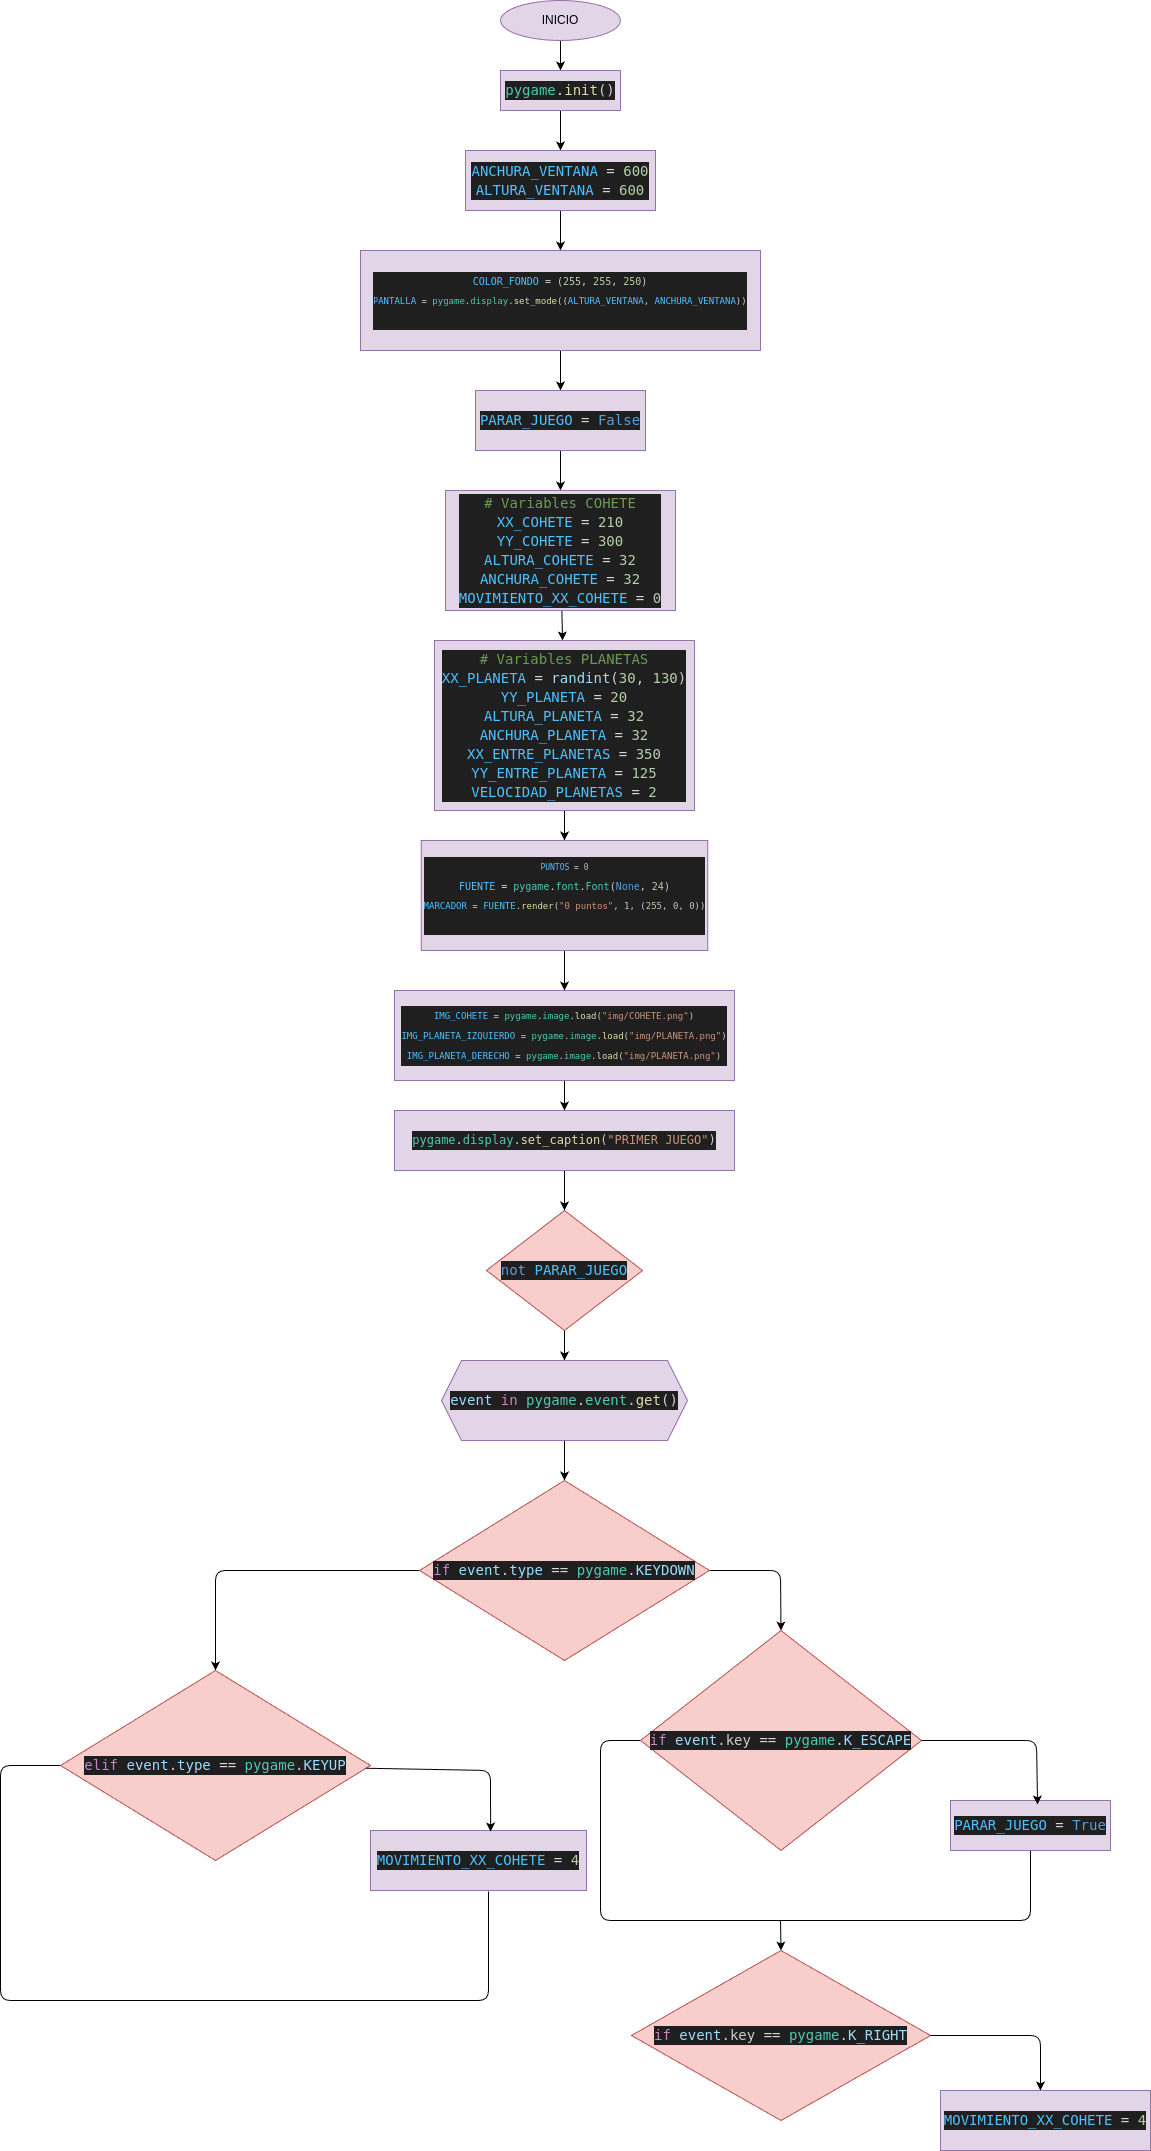 INICIO
pygame.init()
ANCHURA_VENTANA = 600
ALTURA_VENTANA = 600
COLOR_FONDO = (255, 255, 250)
PANTALLA = pygame.display.set_mode((ALTURA_VENTANA, ANCHURA_VENTANA))
PARAR_JUEGO = False
# Variables COHETE
XX_COHETE = 210
YY_COHETE = 300
ALTURA_COHETE = 32
ANCHURA_COHETE = 32
MOVIMIENTO_XX_COHETE = 0
# Variables PLANETAS
XX_PLANETA = randint(30, 130)
YY_PLANETA = 20
ALTURA_PLANETA = 32
ANCHURA_PLANETA = 32
XX_ENTRE_PLANETAS = 350
YY_ENTRE_PLANETA = 125
VELOCIDAD_PLANETAS = 2
PUNTOS = 0
FUENTE = pygame.font.Font(None, 24)
MARCADOR = FUENTE.render("0 puntos", 1, (255, 0, 0))
IMG_COHETE = pygame.image.load("img/COHETE.png")
IMG_PLANETA_IZQUIERDO = pygame.image.load("img/PLANETA.png")
IMG_PLANETA_DERECHO = pygame.image.load("img/PLANETA.png")
pygame.display.set_caption("PRIMER JUEGO")
not PARAR_JUEGO
event in pygame.event.get()
if event.type == pygame.KEYDOWN
if event.key == pygame.K_ESCAPE
elif event.type == pygame.KEYUP
PARAR_JUEGO = True
MOVIMIENTO_XX_COHETE = 4
if event.key == pygame.K_RIGHT
MOVIMIENTO_XX_COHETE = 4